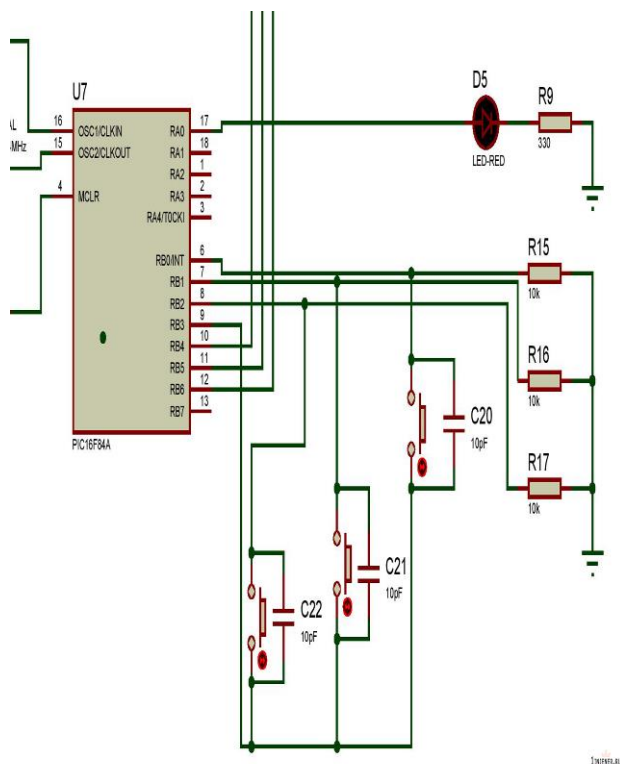 U7
16
OSC1/CLKIN
15
OSC2/CLKOUT
MHz
4
MCLR
RA0
17
RA1
18
RA2
1
RA3
2
RA4/T0CKI
3
RB0/INT
6
RB1
7
RB2
8
RB3
9
RB4
10
RB5
11
RB6
12
RB7
13
PIC16F84A
D5
LED-RED
R9
330
R15
10k
R16
10k
R17
10k
C20
10pF
C21
10pF
C22
10pF